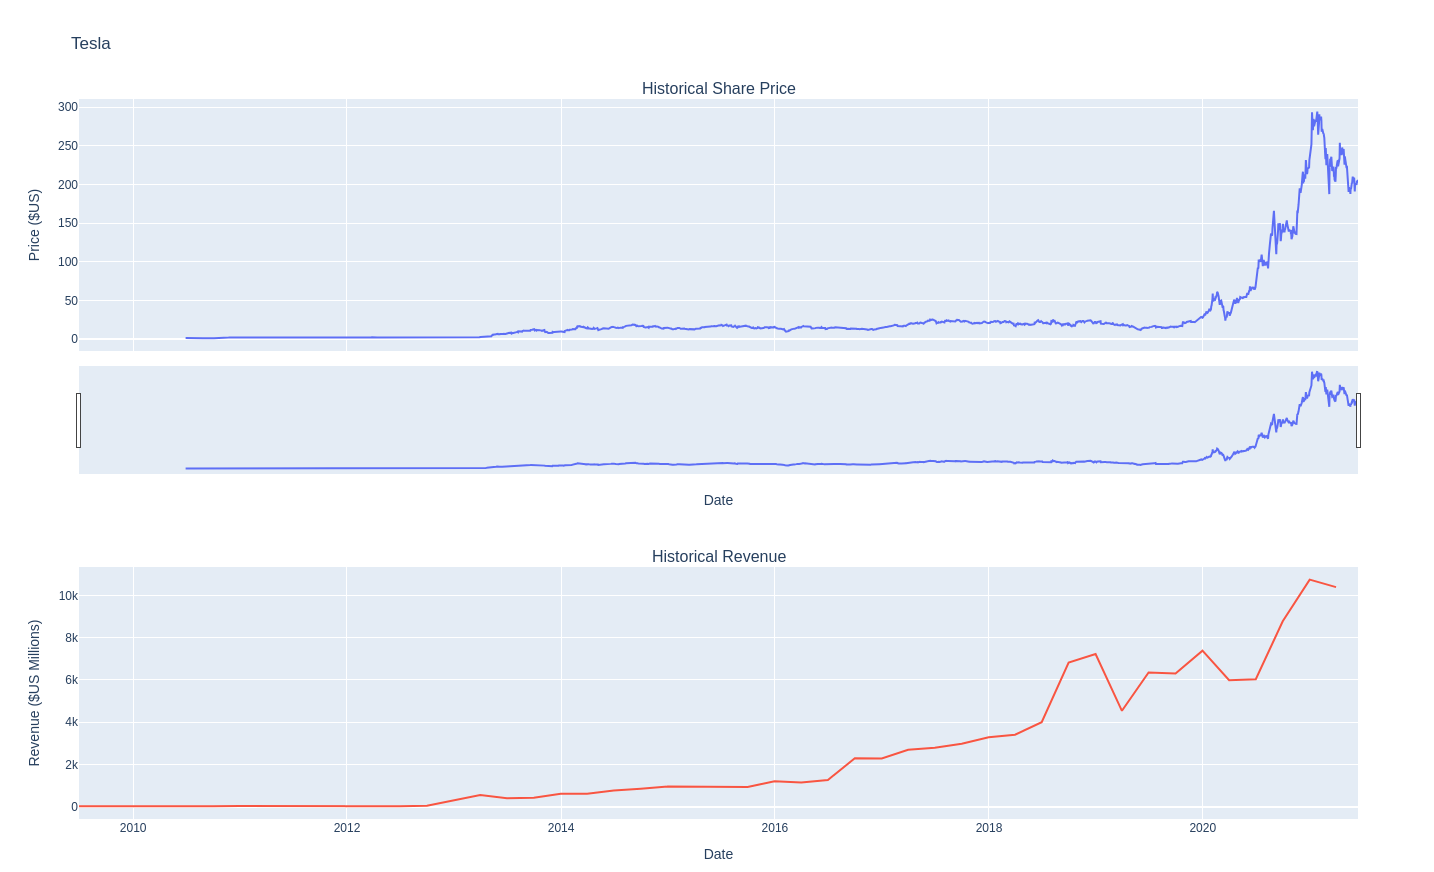 Tesla
Historical Share Price
300
250
200
150
100
50
0
Price ($US)
Date
Historical Revenue
10k
8k
6k
4k
2k
0
Revenue ($US Millions)
2010 2012 2014 2016 2018 2020
Date